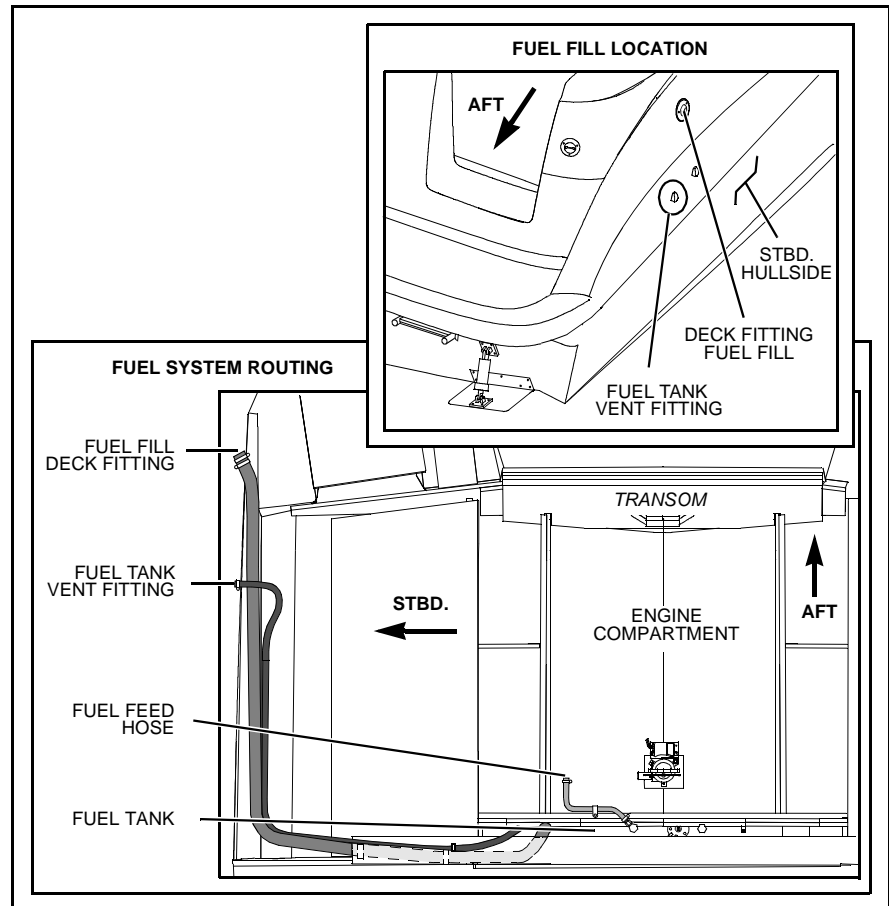 FUEL FILL LOCATION
AFT
STBD.
HULLSIDE
DECK FITTING
FUEL FILL
FUEL TANK
VENT FITTING
FUEL SYSTEM ROUTING
FUEL FILL
DECK FITTING
TRANSOM
FUEL TANK
VENT FITTING
STBD.
ENGINE
COMPARTMENT
AFT
FUEL FEED
HOSE
FUEL TANK